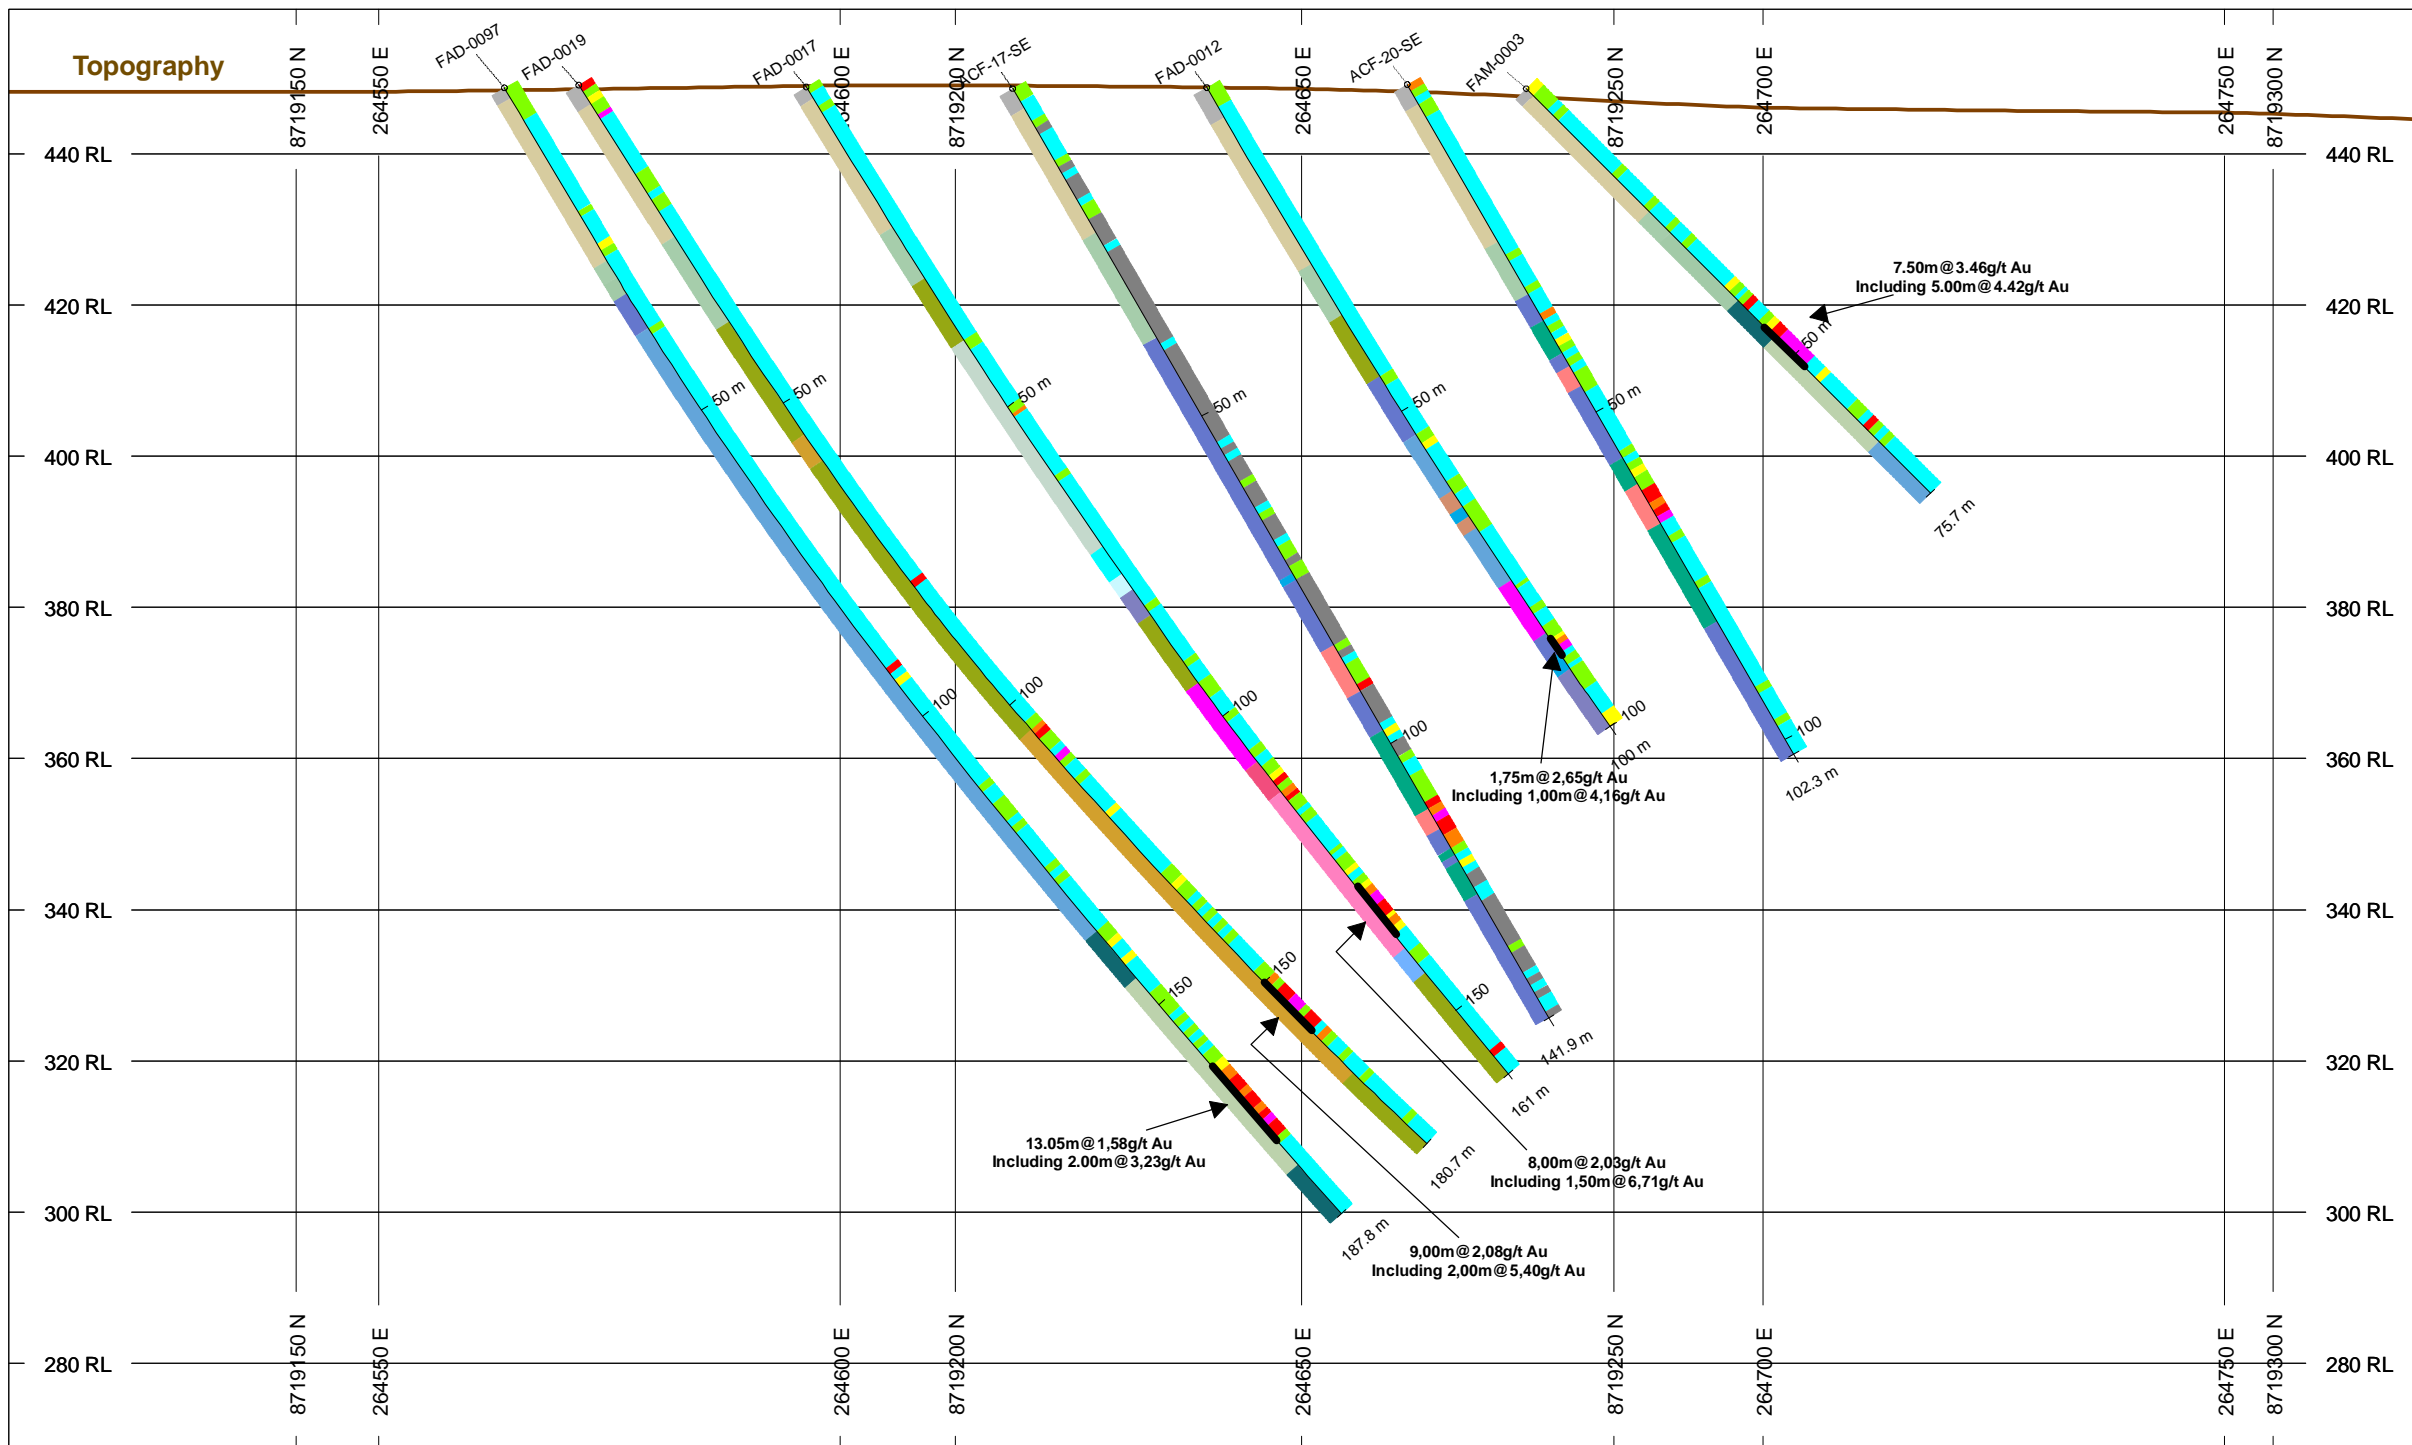 Topography
FAD-0097
FAD-0019
FAD-0017
ACF-17-SE
FAD-0012
ACF-20-SE
FAM-0003
8719150 N
264550 E
264600 E
8719200 N
264650 E
8719250 N
264700 E
264750 E
8719300 N
440 RL
440 RL
420 RL
420 RL
400 RL
400 RL
380 RL
380 RL
360 RL
360 RL
340 RL
340 RL
320 RL
320 RL
300 RL
300 RL
280 RL
280 RL
7.50m@3.46g/t Au
Including 5.00m@4.42g/t Au
50 m
50 m
50 m
50 m
50 m
50 m
50 m
75.7 m
100
100
100
100
100
100 m
100
102.3 m
1,75m@2,65g/t Au
Including 1,00m@4,16g/t Au
150
150
150
141.9 m
161 m
180.7 m
187.8 m
13.05m@1,58g/t Au
Including 2.00m@3,23g/t Au
8,00m@2,03g/t Au
Including 1,50m@6,71g/t Au
9,00m@2,08g/t Au
Including 2,00m@5,40g/t Au
8719150 N
264550 E
264600 E
8719200 N
264650 E
8719250 N
264700 E
264750 E
8719300 N